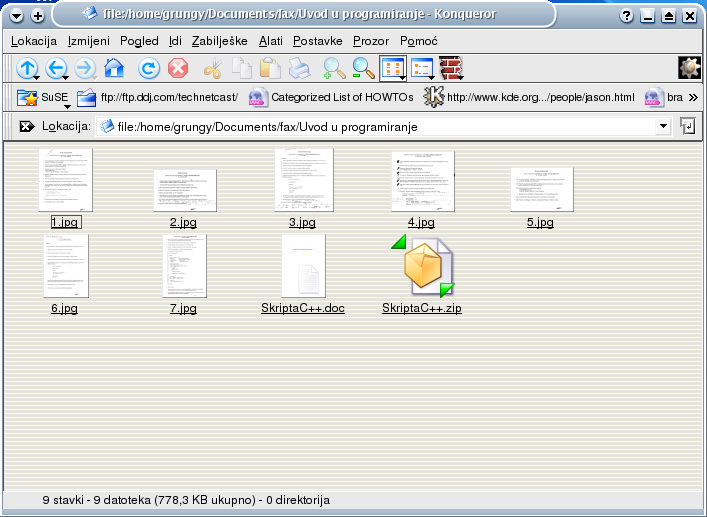 file:/home/grungy/Documents/fax/Uvod u programiranje - Konqueror
Lokacija Izmijeni Pogled Idi Zabilješke Alati Postavke Prozor Pomoć
SuSE ftp://ftp.ddj.com/technetcast/ Categorized List of HOWTOs http://www.kde.org.../people/jason.html bra
Lokacija: file:/home/grungy/Documents/fax/Uvod u programiranje
1.jpg 2.jpg 3.jpg 4.jpg 5.jpg
6.jpg 7.jpg SkriptaC++.doc SkriptaC++.zip
9 stavki - 9 datoteka (778,3 KB ukupno) - 0 direktorija